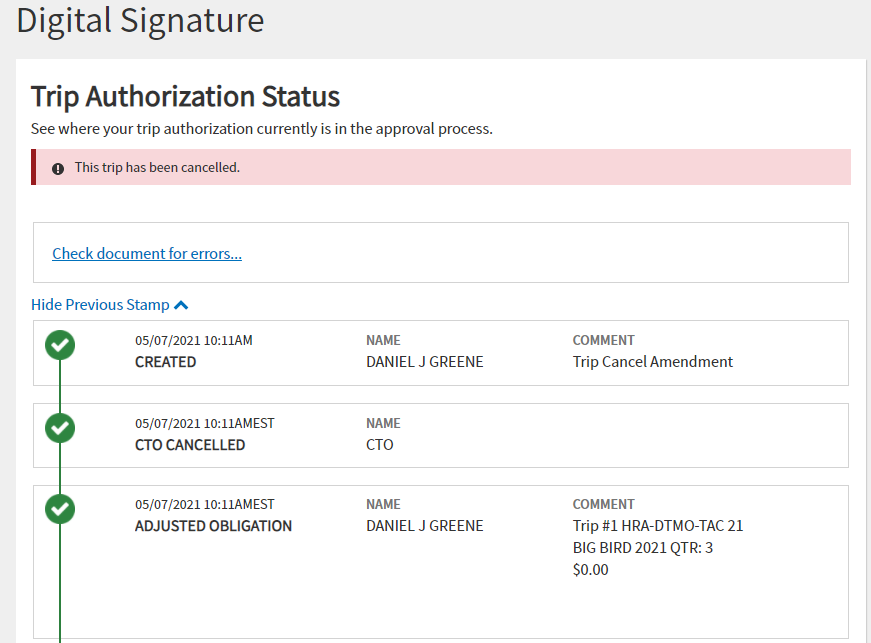 Digital Signature
Trip Authorization Status
See where your trip authorization currently is in the approval process.
This trip has been cancelled.
Check document for errors...
Hide Previous Stamp
05/07/2021 10:11AM
CREATED
NAME
DANIEL J GREENE
COMMENT
Trip Cancel Amendment
05/07/2021 10:11AMEST
CTO CANCELLED
NAME
CTO
05/07/2021 10:11AMEST
ADJUSTED OBLIGATION
NAME
DANIEL J GREENE
COMMENT
Trip #1 HRA-DTMO-TAC 21
BIG BIRD 2021 QTR: 3
$0.00